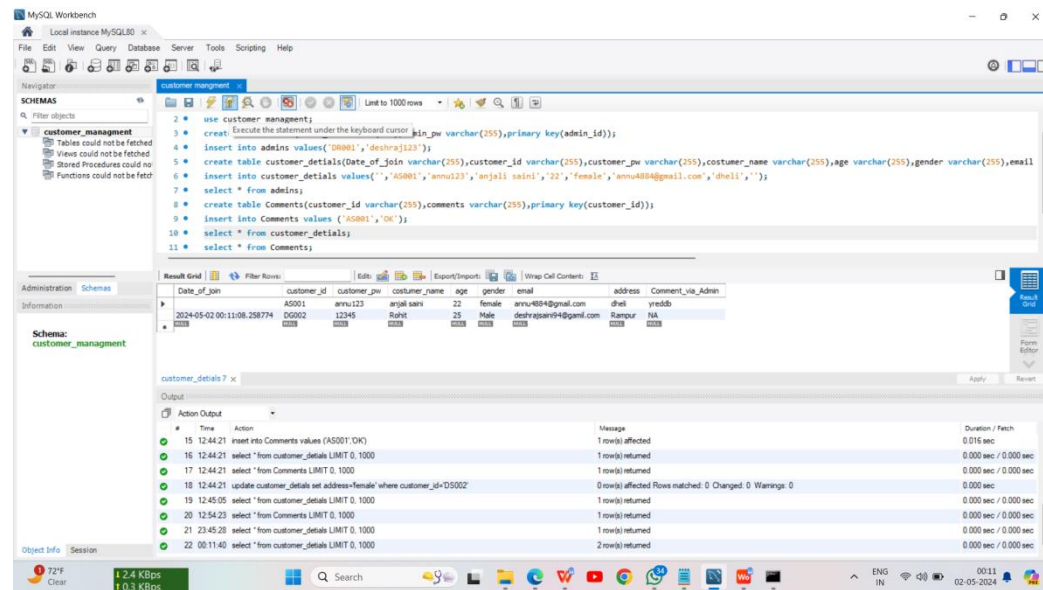 MySQL Workbench
Local instance MySQL80
File Edit View Query Database Server Tools Scripting Help
Navigator
SCHEMAS
Filter objects
customer_managment
Tables could not be fetched
Views could not be fetched
Stored Procedures could no
Functions could not be fetch
Administration Schemas
Information
Schema:
customer_managment
Object Info Session
customer mangment
Limit to 1000 rows
2 use customer managment;
3 creat min_pw varchar(255),primary key(admin_id));
Execute the statement under the keyboard cursor
4 insert into admins values('DR001','deshraj123');
5 create table customer_detials(Date_of_join varchar(255),customer_id varchar(255),customer_pw varchar(255),costumer_name varchar(255),age varchar(255),gender varchar(255),email
6 insert into customer_detials values('','AS001','annu123','anjali saini','22','female','annu4884@gmail.com','dheli','');
7 select * from admins;
8 create table Comments(customer_id varchar(255),comments varchar(255),primary key(customer_id));
9 insert into Comments values ('AS001','OK');
10 select * from customer_detials;
11 select * from Comments;
Result Grid Filter Rows: Edit: Export/Import: Wrap Cell Content:
Date_of_join customer_id customer_pw costumer_name age gender email address Comment_via_Admin
AS001 annu123 anjali saini 22 female annu4884@gmail.com dheli yreddb
2024-05-02 00:11:08.258774 DG002 12345 Rohit 25 Male deshrajsaini94@gamil.com Rampur NA
NULL NULL NULL NULL NULL NULL NULL NULL NULL
Result Grid
Form Editor
customer_detials 7
Apply Revert
Output
Action Output
# Time Action Message Duration / Fetch
15 12:44:21 insert into Comments values ('AS001','OK') 1 row(s) affected 0.016 sec
16 12:44:21 select * from customer_detials LIMIT 0, 1000 1 row(s) returned 0.000 sec / 0.000 sec
17 12:44:21 select * from Comments LIMIT 0, 1000 1 row(s) returned 0.000 sec / 0.000 sec
18 12:44:21 update customer_detials set address='female' where customer_id='DS002' 0 row(s) affected Rows matched: 0 Changed: 0 Warnings: 0 0.000 sec
19 12:45:05 select * from customer_detials LIMIT 0, 1000 1 row(s) returned 0.000 sec / 0.000 sec
20 12:54:23 select * from Comments LIMIT 0, 1000 1 row(s) returned 0.000 sec / 0.000 sec
21 23:45:28 select * from customer_detials LIMIT 0, 1000 1 row(s) returned 0.000 sec / 0.000 sec
22 00:11:40 select * from customer_detials LIMIT 0, 1000 2 row(s) returned 0.000 sec / 0.000 sec
72°F
Clear
2.4 KBps
0.3 KBps
Search
34
ENG
IN
00:11
02-05-2024